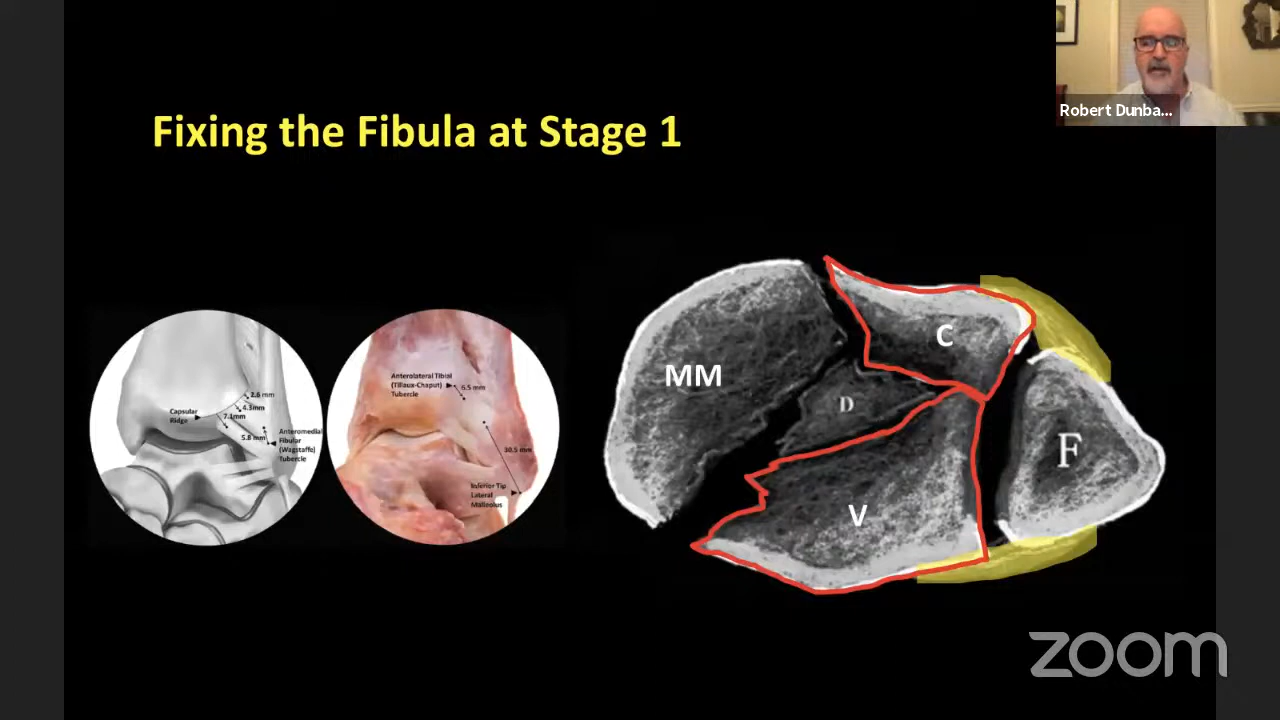 Robert Dunba...
Fixing the Fibula at Stage 1
2.6 mm
4.3mm
7.1mm
5.8 mm
Capsular
Ridge
Anteromedial
Fibular
(Wagstaffe)
Tubercle
Anterolateral Tibial
(Tillaux-Chaput)
Tubercle
6.5 mm
30.5 mm
Inferior Tip
Lateral
Malleolus
MM
C
D
V
F
zoom